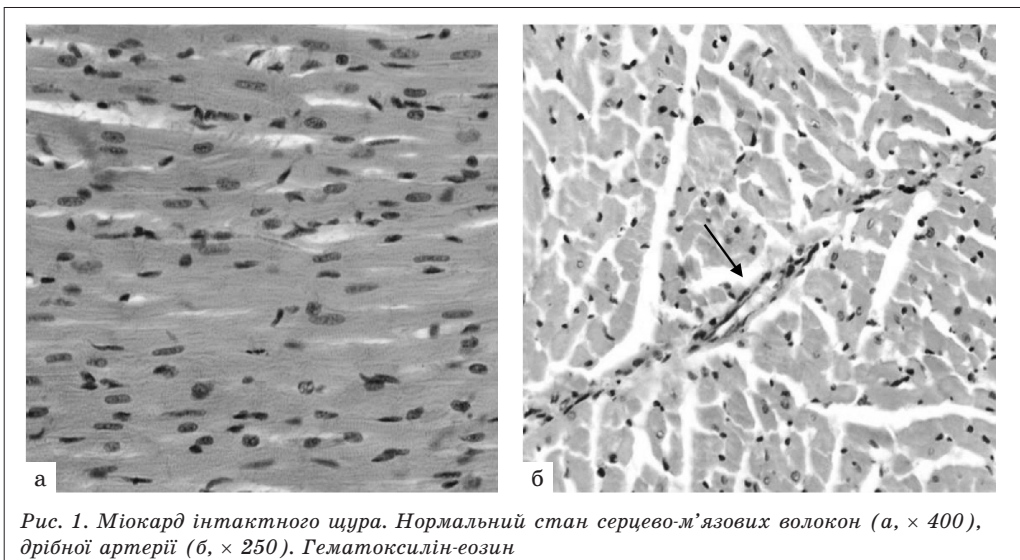 а
б
Рис. 1. Міокард інтактного щура. Нормальний стан серцево-м’язових волокон (а, × 400),
дрібної артерії (б, × 250). Гематоксилін-еозин